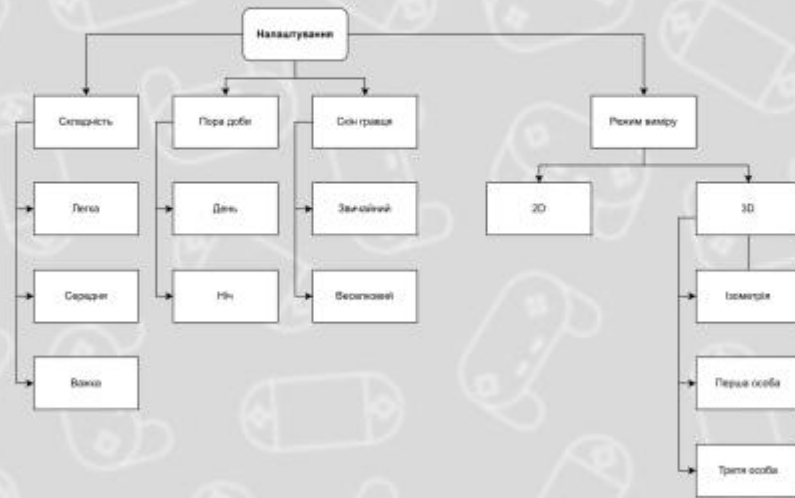 Налаштування
Складність
Пора доби
Скін гравця
Режим виміру
Легка
День
Звичайний
2D
3D
Середня
Ніч
Веселковий
Ізометрія
Важка
Перша особа
Третя особа